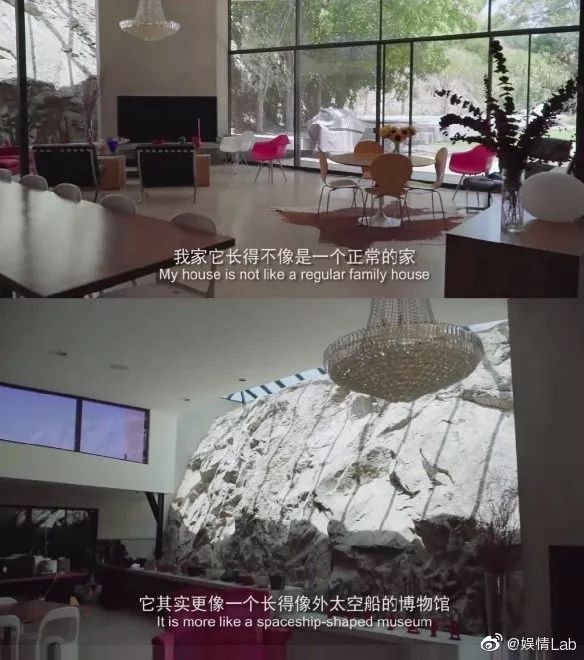 我家它长得不像是一个正常的家
My house is not like a regular family house
它其实更像一个长得像外太空船的博物馆
It is more like a spaceship-shaped museum
@娱情Lab